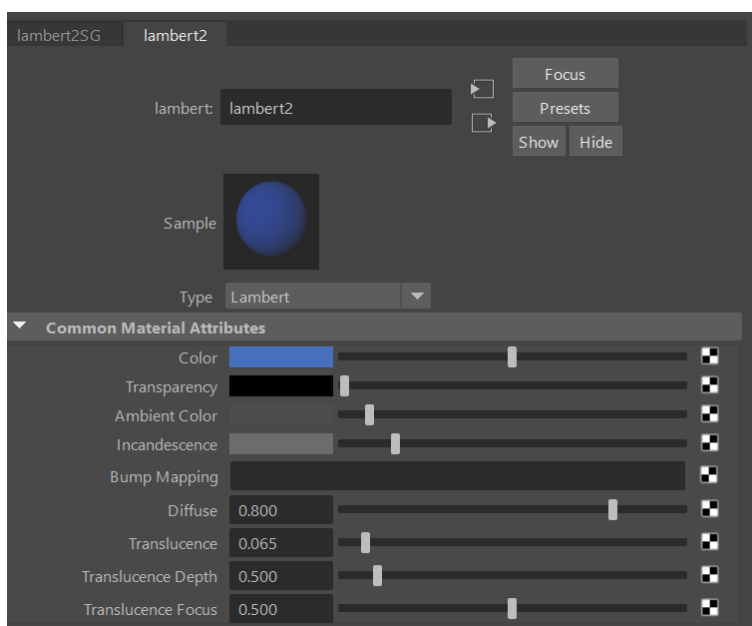 lambert2SG lambert2
Focus
lambert: lambert2 Presets
Show Hide
Sample
Type Lambert
Common Material Attributes
Color
Transparency
Ambient Color
Incandescence
Bump Mapping
Diffuse 0.800
Translucence 0.065
Translucence Depth 0.500
Translucence Focus 0.500